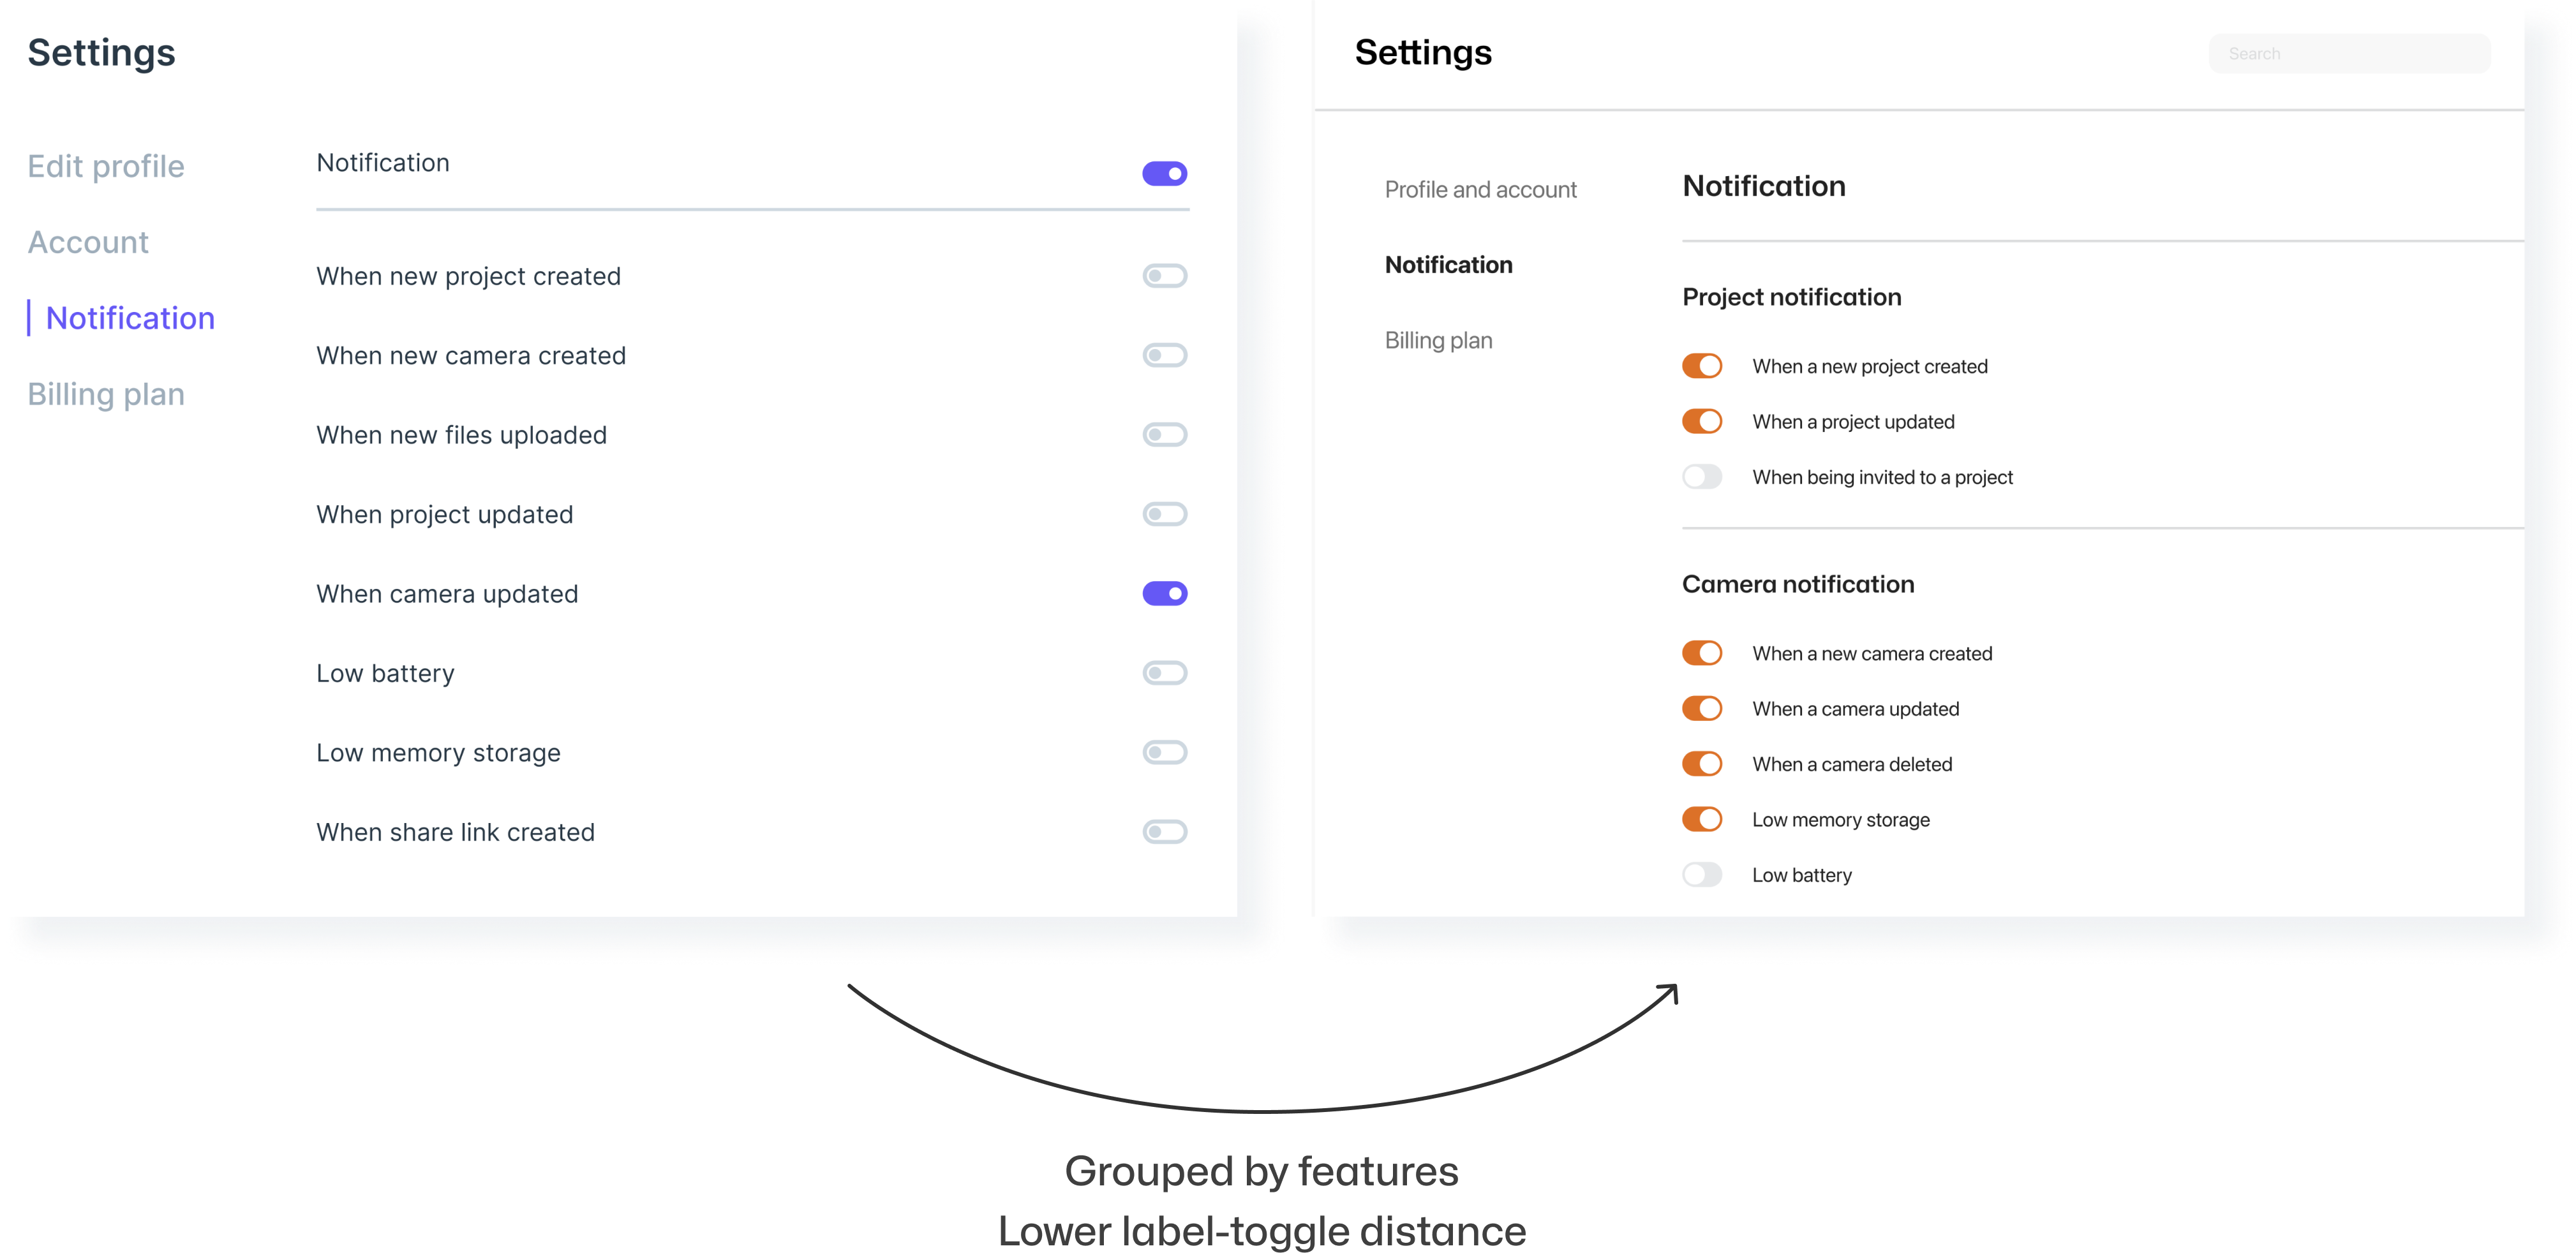 Settings
Edit profile
Account
Notification
Billing plan
Notification
When new project created
When new camera created
When new files uploaded
When project updated
When camera updated
Low battery
Low memory storage
When share link created
Settings
Search
Profile and account
Notification
Billing plan
Notification
Project notification
When a new project created
When a project updated
When being invited to a project
Camera notification
When a new camera created
When a camera updated
When a camera deleted
Low memory storage
Low battery
Grouped by features
Lower label-toggle distance